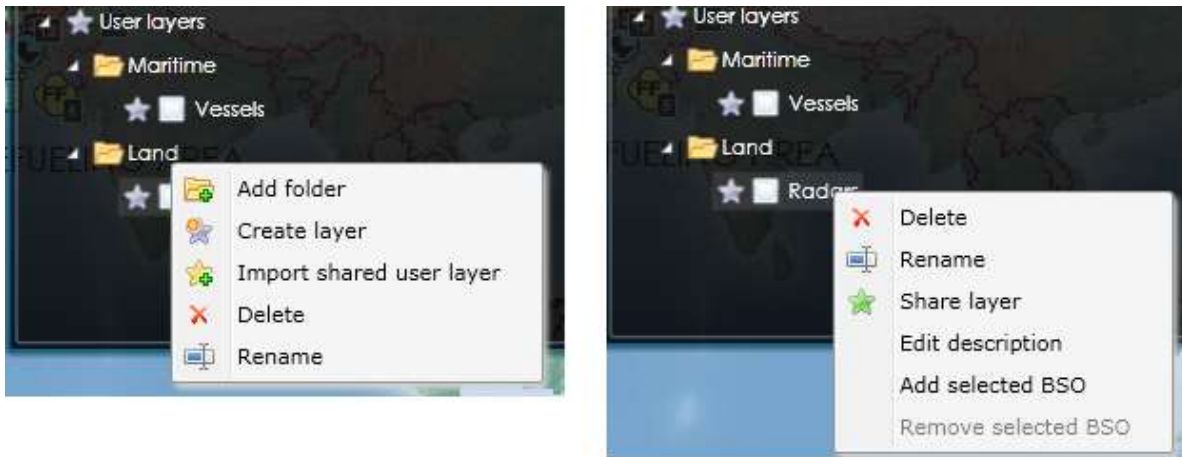 User layers
Maritime
Vessels
Land
Add folder
Create layer
Import shared user layer
Delete
Rename
User layers
Maritime
Vessels
Land
Radars
Delete
Rename
Share layer
Edit description
Add selected BSO
Remove selected BSO